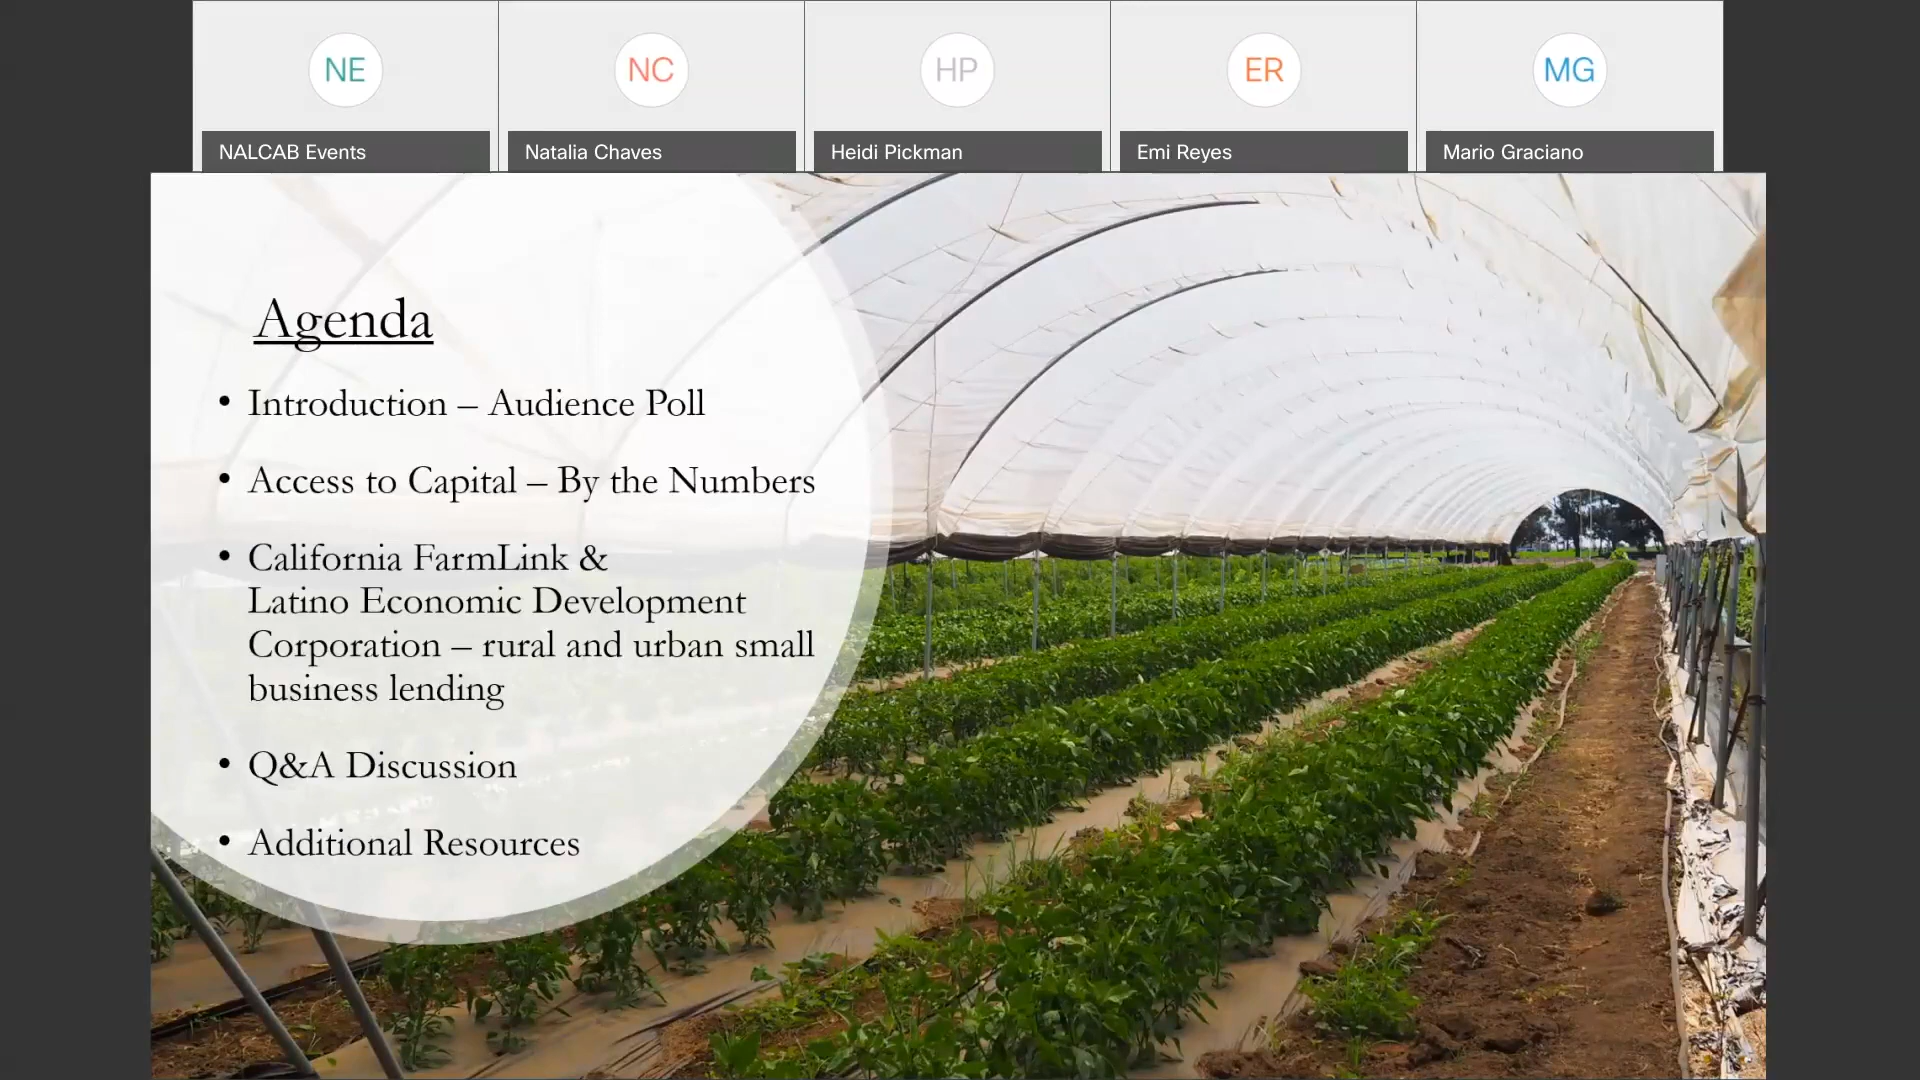 NE
NC
HP
ER
MG
NALCAB Events
Natalia Chaves
Heidi Pickman
Emi Reyes
Mario Graciano
Agenda
• Introduction – Audience Poll
• Access to Capital – By the Numbers
• California FarmLink &
Latino Economic Development
Corporation – rural and urban small
business lending
• Q&A Discussion
• Additional Resources